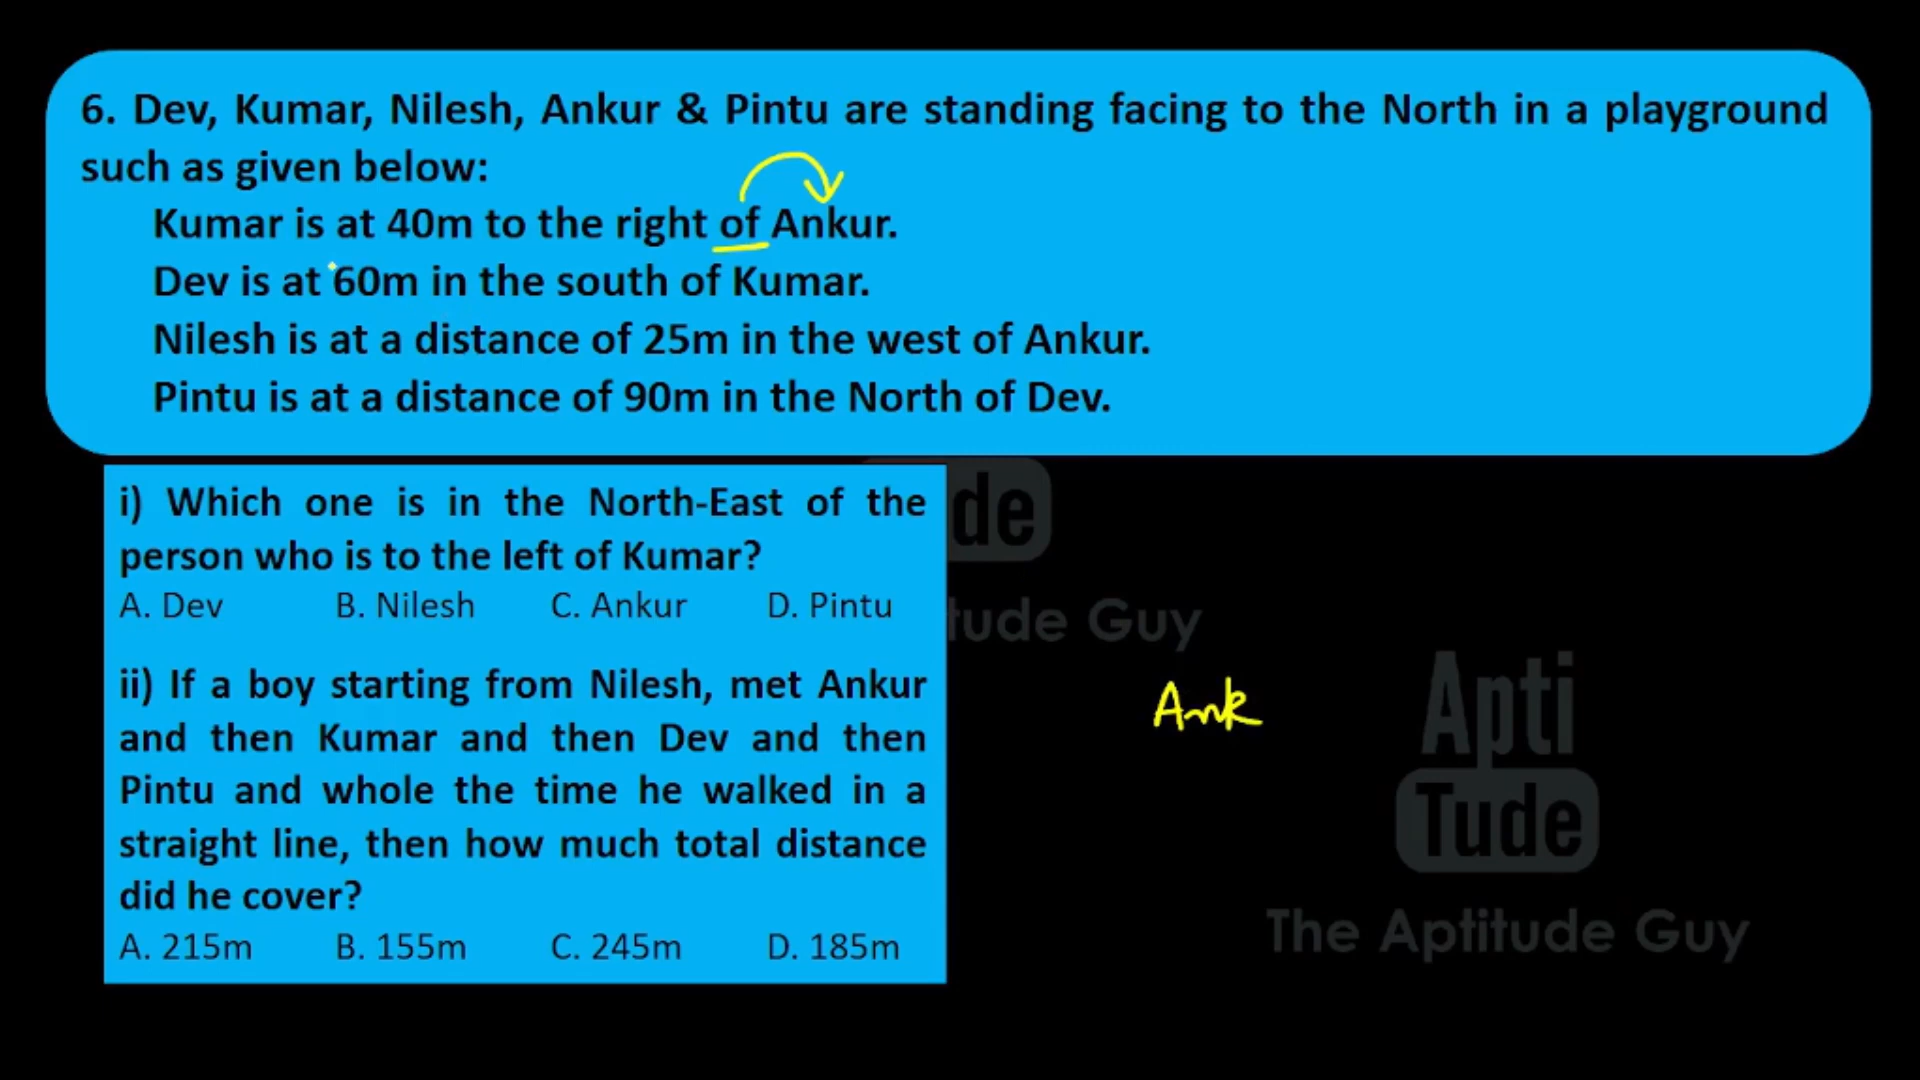 6. Dev, Kumar, Nilesh, Ankur & Pintu are standing facing to the North in a playground
such as given below:
Kumar is at 40m to the right of Ankur.
Dev is at 60m in the south of Kumar.
Nilesh is at a distance of 25m in the west of Ankur.
Pintu is at a distance of 90m in the North of Dev.
i) Which one is in the North-East of the
person who is to the left of Kumar?
A. Dev B. Nilesh C. Ankur D. Pintu
ii) If a boy starting from Nilesh, met Ankur
and then Kumar and then Dev and then
Pintu and whole the time he walked in a
straight line, then how much total distance
did he cover?
A. 215m B. 155m C. 245m D. 185m
de
tude Guy
Ank
Apti
Tude
The Aptitude Guy